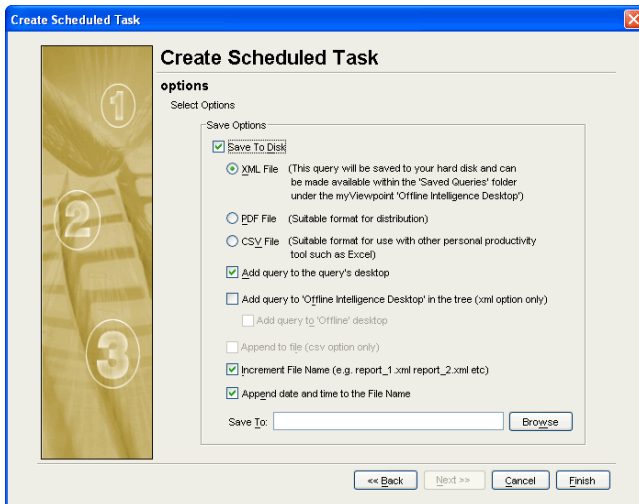 Create Scheduled Task
Create Scheduled Task
options
Select Options
Save Options
Save To Disk
XML File (This query will be saved to your hard disk and can
be made available within the 'Saved Queries' folder
under the myViewpoint 'Offline Intelligence Desktop')
PDF File (Suitable format for distribution)
CSV File (Suitable format for use with other personal productivity
tool such as Excel)
Add query to the query's desktop
Add query to 'Offline Intelligence Desktop' in the tree (xml option only)
Add query to 'Offline' desktop
Append to file (csv option only)
Increment File Name (e.g. report_1.xml report_2.xml etc)
Append date and time to the File Name
Save To: Browse
<< Back Next >> Cancel Finish
1
2
3